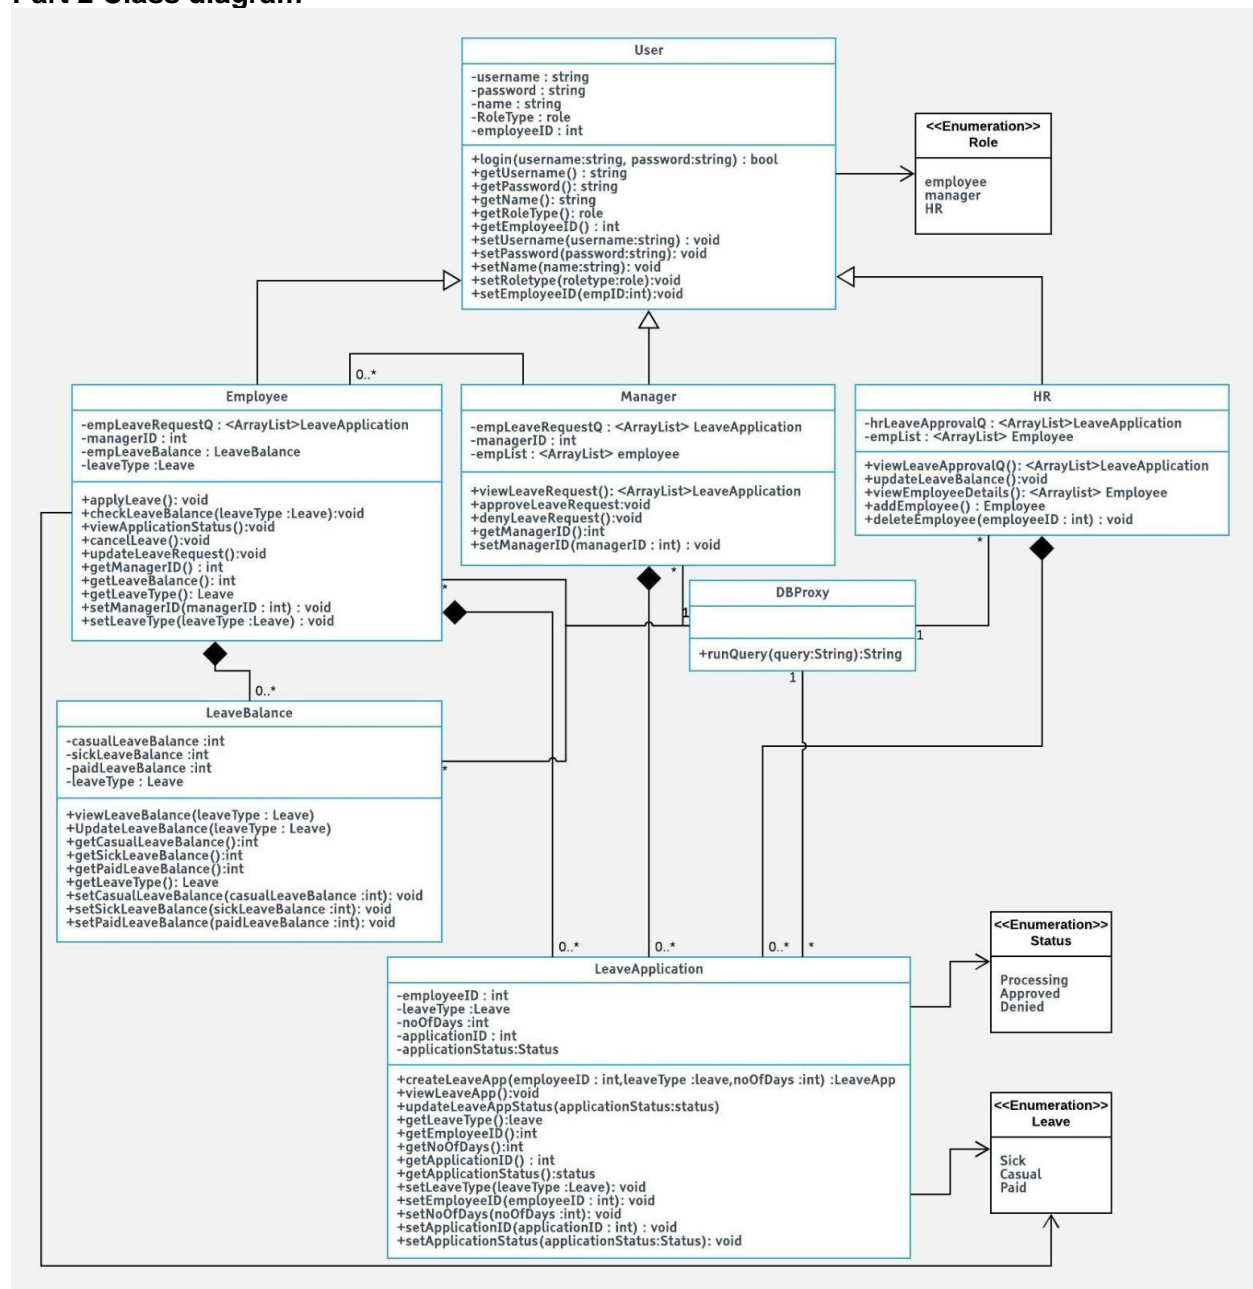 Part 2 Class diagram
User
-username : string
-password : string
-name : string
-RoleType : role
-employeeID : int
+login(username:string, password:string) : bool
+getUsername() : string
+getPassword(): string
+getName(): string
+getRoleType(): role
+getEmployeeID() : int
+setUsername(username:string) : void
+setPassword(password:string): void
+setName(name:string): void
+setRoletype(roletype:role):void
+setEmployeeID(empID:int):void
<<Enumeration>>
Role
employee
manager
HR
0..*
Employee
-empLeaveRequestQ : <ArrayList>LeaveApplication
-managerID : int
-empLeaveBalance : LeaveBalance
-leaveType :Leave
+applyLeave(): void
+checkLeaveBalance(leaveType :Leave):void
+viewApplicationStatus():void
+cancelLeave():void
+updateLeaveRequest():void
+getManagerID() : int
+getLeaveBalance(): int
+getLeaveType(): Leave
+setManagerID(managerID : int) : void
+setLeaveType(leaveType :Leave) : void
*
Manager
-empLeaveRequestQ : <ArrayList> LeaveApplication
-managerID : int
-empList : <ArrayList> employee
+viewLeaveRequest(): <ArrayList>LeaveApplication
+approveLeaveRequest:void
+denyLeaveRequest():void
+getManagerID():int
+setManagerID(managerID : int) : void
*
HR
-hrLeaveApprovalQ : <ArrayList>LeaveApplication
-empList : <ArrayList> Employee
+viewLeaveApprovalQ(): <ArrayList>LeaveApplication
+updateLeaveBalance():void
+viewEmployeeDetails(): <Arraylist> Employee
+addEmployee() : Employee
+deleteEmployee(employeeID : int) : void
*
DBProxy
+runQuery(query:String):String
1
1
1
0..*
LeaveBalance
-casualLeaveBalance :int
-sickLeaveBalance :int
-paidLeaveBalance :int
-leaveType : Leave
+viewLeaveBalance(leaveType : Leave)
+UpdateLeaveBalance(leaveType : Leave)
+getCasualLeaveBalance():int
+getSickLeaveBalance():int
+getPaidLeaveBalance():int
+getLeaveType(): Leave
+setCasualLeaveBalance(casualLeaveBalance :int): void
+setSickLeaveBalance(sickLeaveBalance :int): void
+setPaidLeaveBalance(paidLeaveBalance :int): void
*
0..*
0..*
0..*
*
LeaveApplication
-employeeID : int
-leaveType :Leave
-noOfDays :int
-applicationID : int
-applicationStatus:Status
+createLeaveApp(employeeID : int,leaveType :leave,noOfDays :int) :LeaveApp
+viewLeaveApp():void
+updateLeaveAppStatus(applicationStatus:status)
+getLeaveType():leave
+getEmployeeID():int
+getNoOfDays():int
+getApplicationID() : int
+getApplicationStatus():status
+setLeaveType(leaveType :Leave): void
+setEmployeeID(employeeID : int): void
+setNoOfDays(noOfDays :int): void
+setApplicationID(applicationID : int) : void
+setApplicationStatus(applicationStatus:Status): void
<<Enumeration>>
Status
Processing
Approved
Denied
<<Enumeration>>
Leave
Sick
Casual
Paid